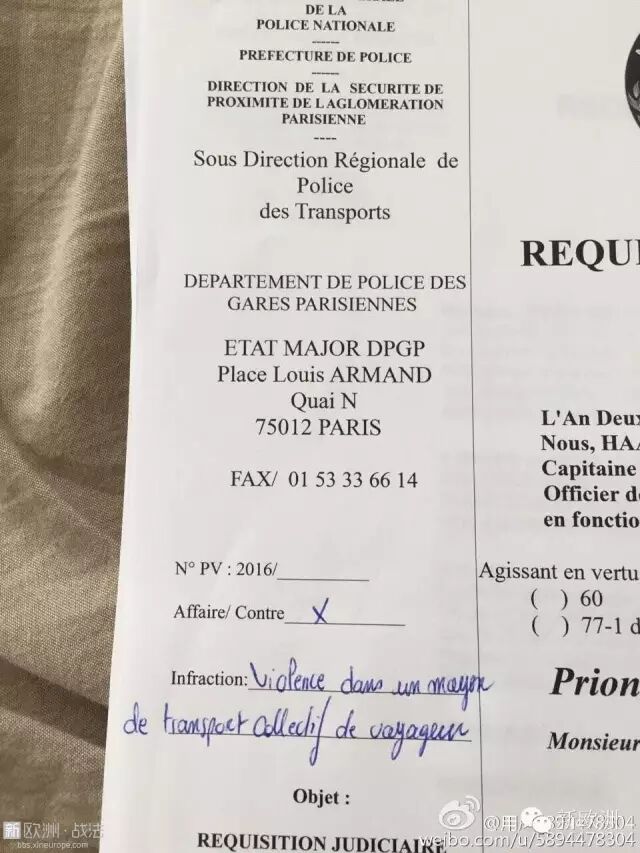 DE LA
POLICE NATIONALE
------
PREFECTURE DE POLICE
------
DIRECTION DE LA SECURITE DE
PROXIMITE DE L AGLOMERATION
PARISIENNE
----
Sous Direction Régionale de
Police
des Transports
DEPARTEMENT DE POLICE DES
GARES PARISIENNES
ETAT MAJOR DPGP
Place Louis ARMAND
Quai N
75012 PARIS
FAX/ 01 53 33 66 14
N° PV : 2016/
Affaire/ Contre X
Infraction: Violence dans un moyen
de transport collectif de voyageur
Objet :
REQUISITION JUDICIAIRE
REQUI
L'An Deux
Nous, HA
Capitaine
Officier d
en fonctio
Agissant en vertu
( ) 60
( ) 77-1 d
Prion
Monsieur
新欧洲·战法
bbs.xineurope.com
新欧洲
weibo.com/u/5894478304